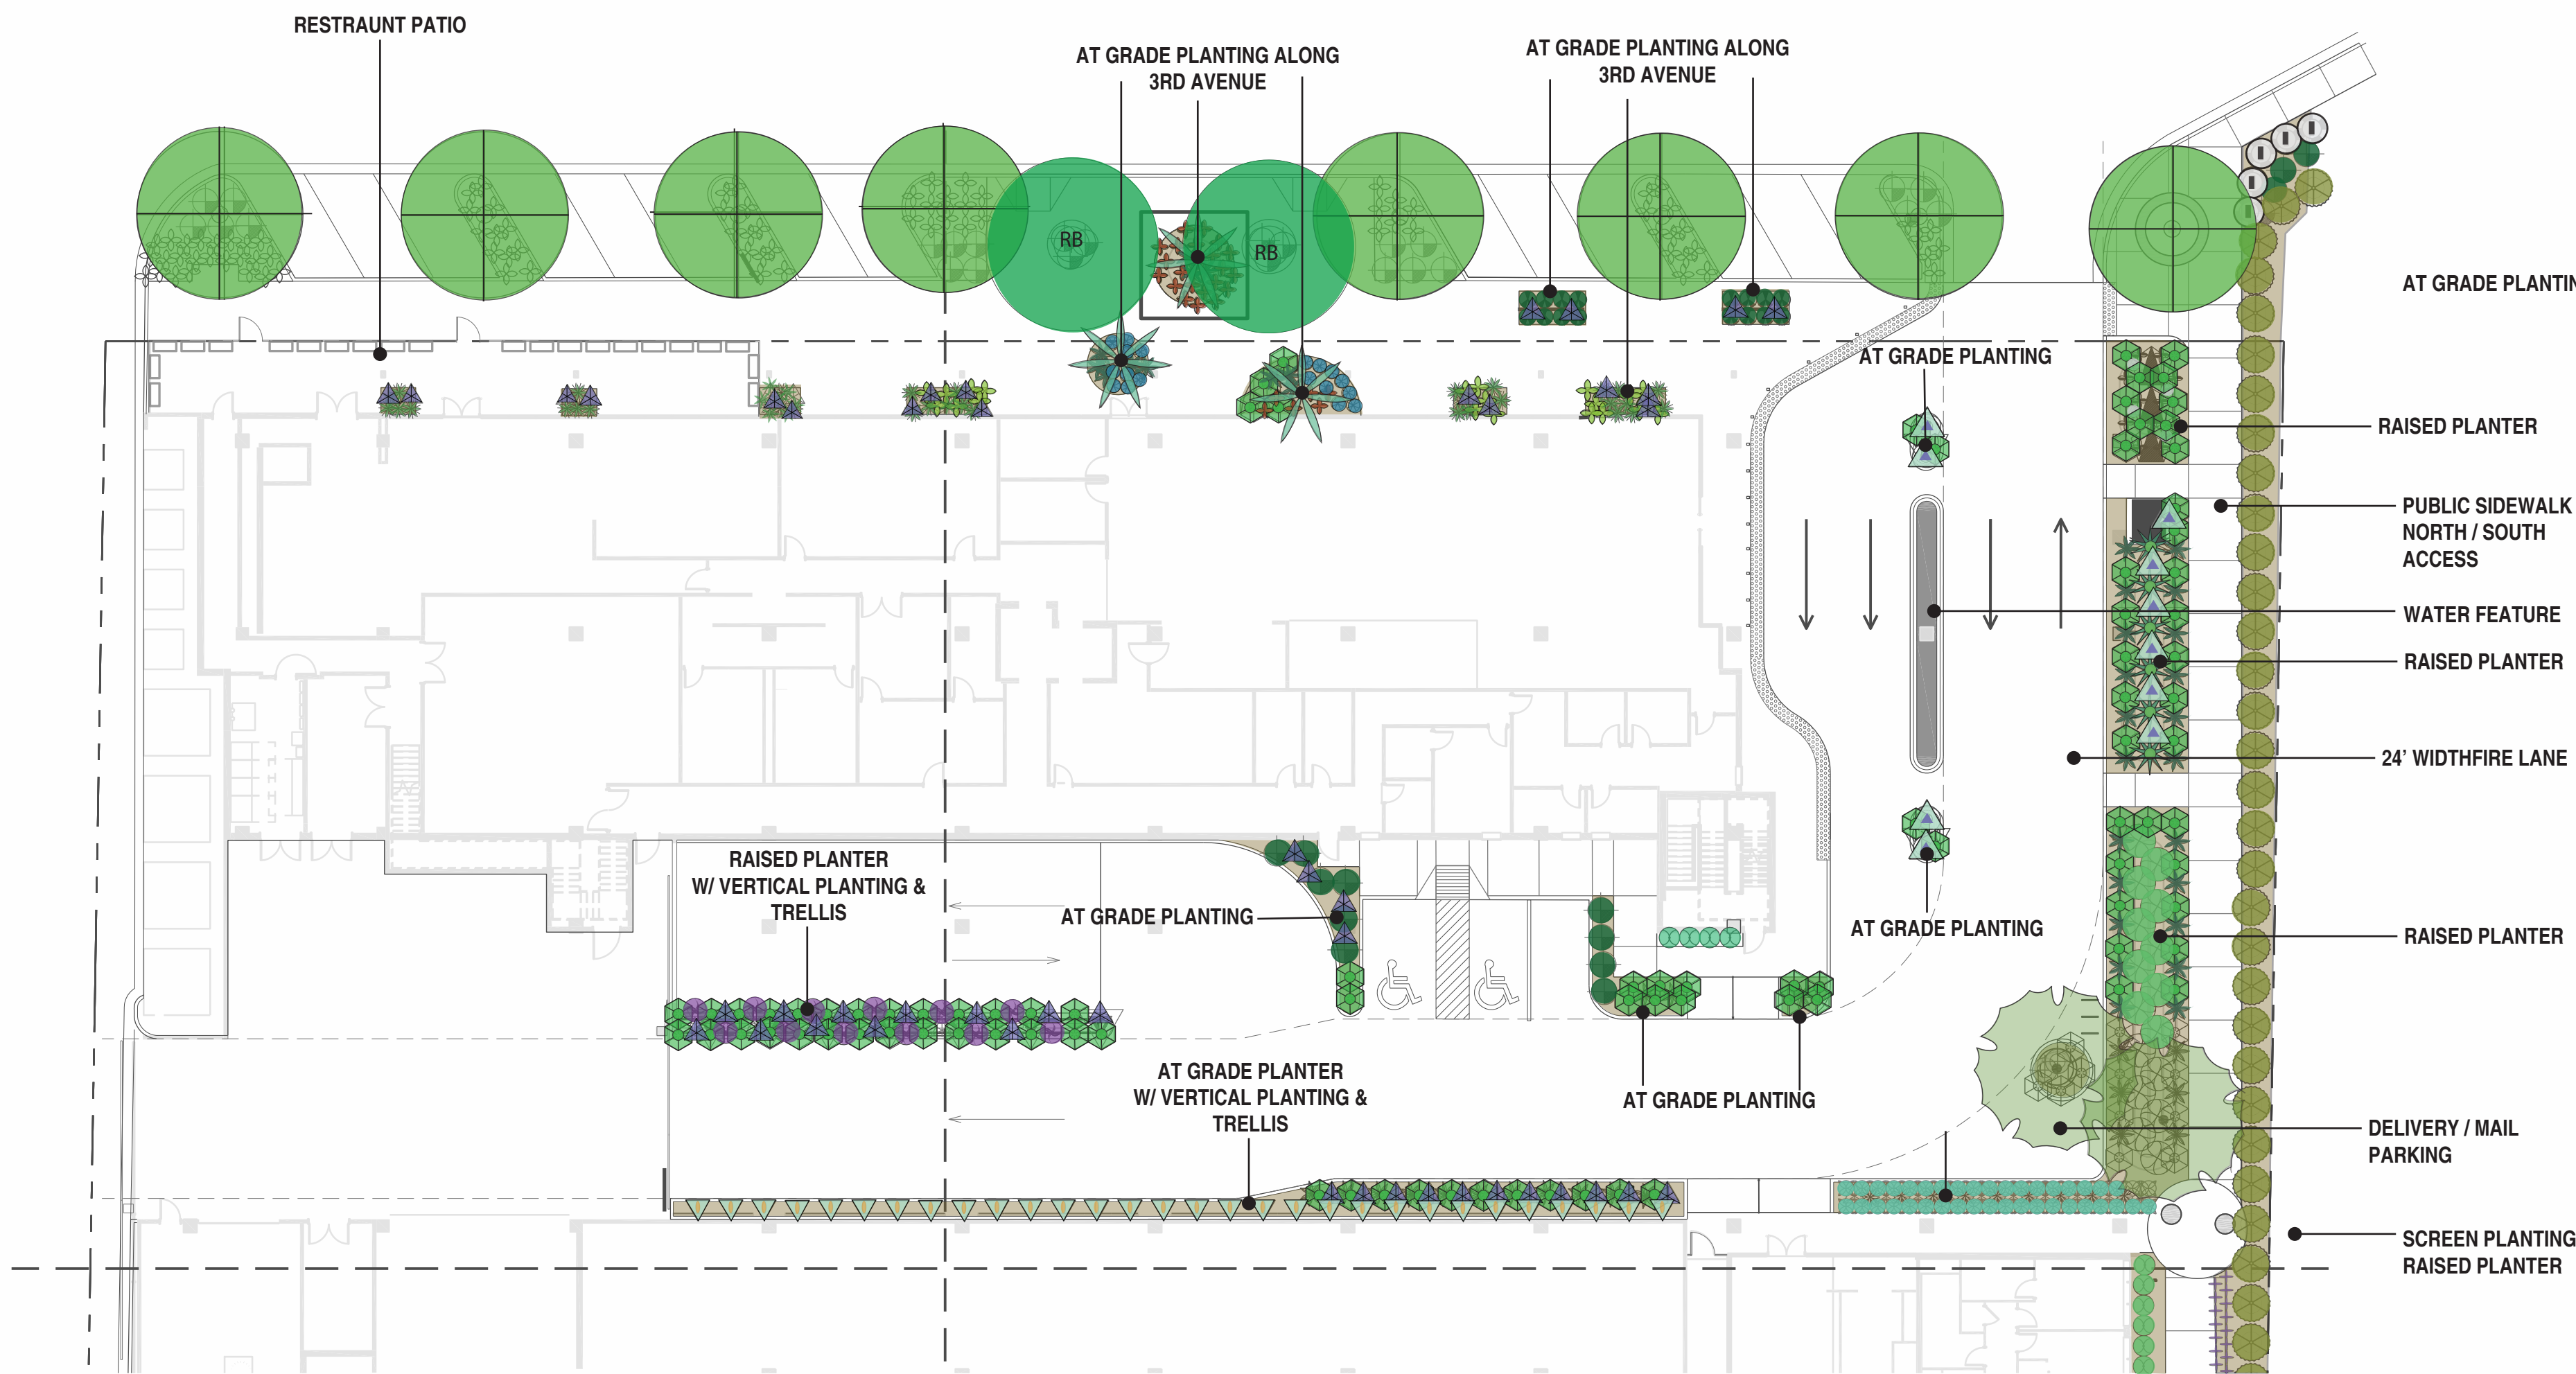 RESTRAUNT PATIO
AT GRADE PLANTING ALONG
3RD AVENUE
AT GRADE PLANTING ALONG
3RD AVENUE
RB
RB
AT GRADE PLANTIN
AT GRADE PLANTING
RAISED PLANTER
PUBLIC SIDEWALK
NORTH / SOUTH
ACCESS
WATER FEATURE
RAISED PLANTER
24' WIDTHFIRE LANE
RAISED PLANTER
W/ VERTICAL PLANTING &
TRELLIS
AT GRADE PLANTING
AT GRADE PLANTING
RAISED PLANTER
AT GRADE PLANTER
W/ VERTICAL PLANTING &
TRELLIS
AT GRADE PLANTING
DELIVERY / MAIL
PARKING
SCREEN PLANTING
RAISED PLANTER